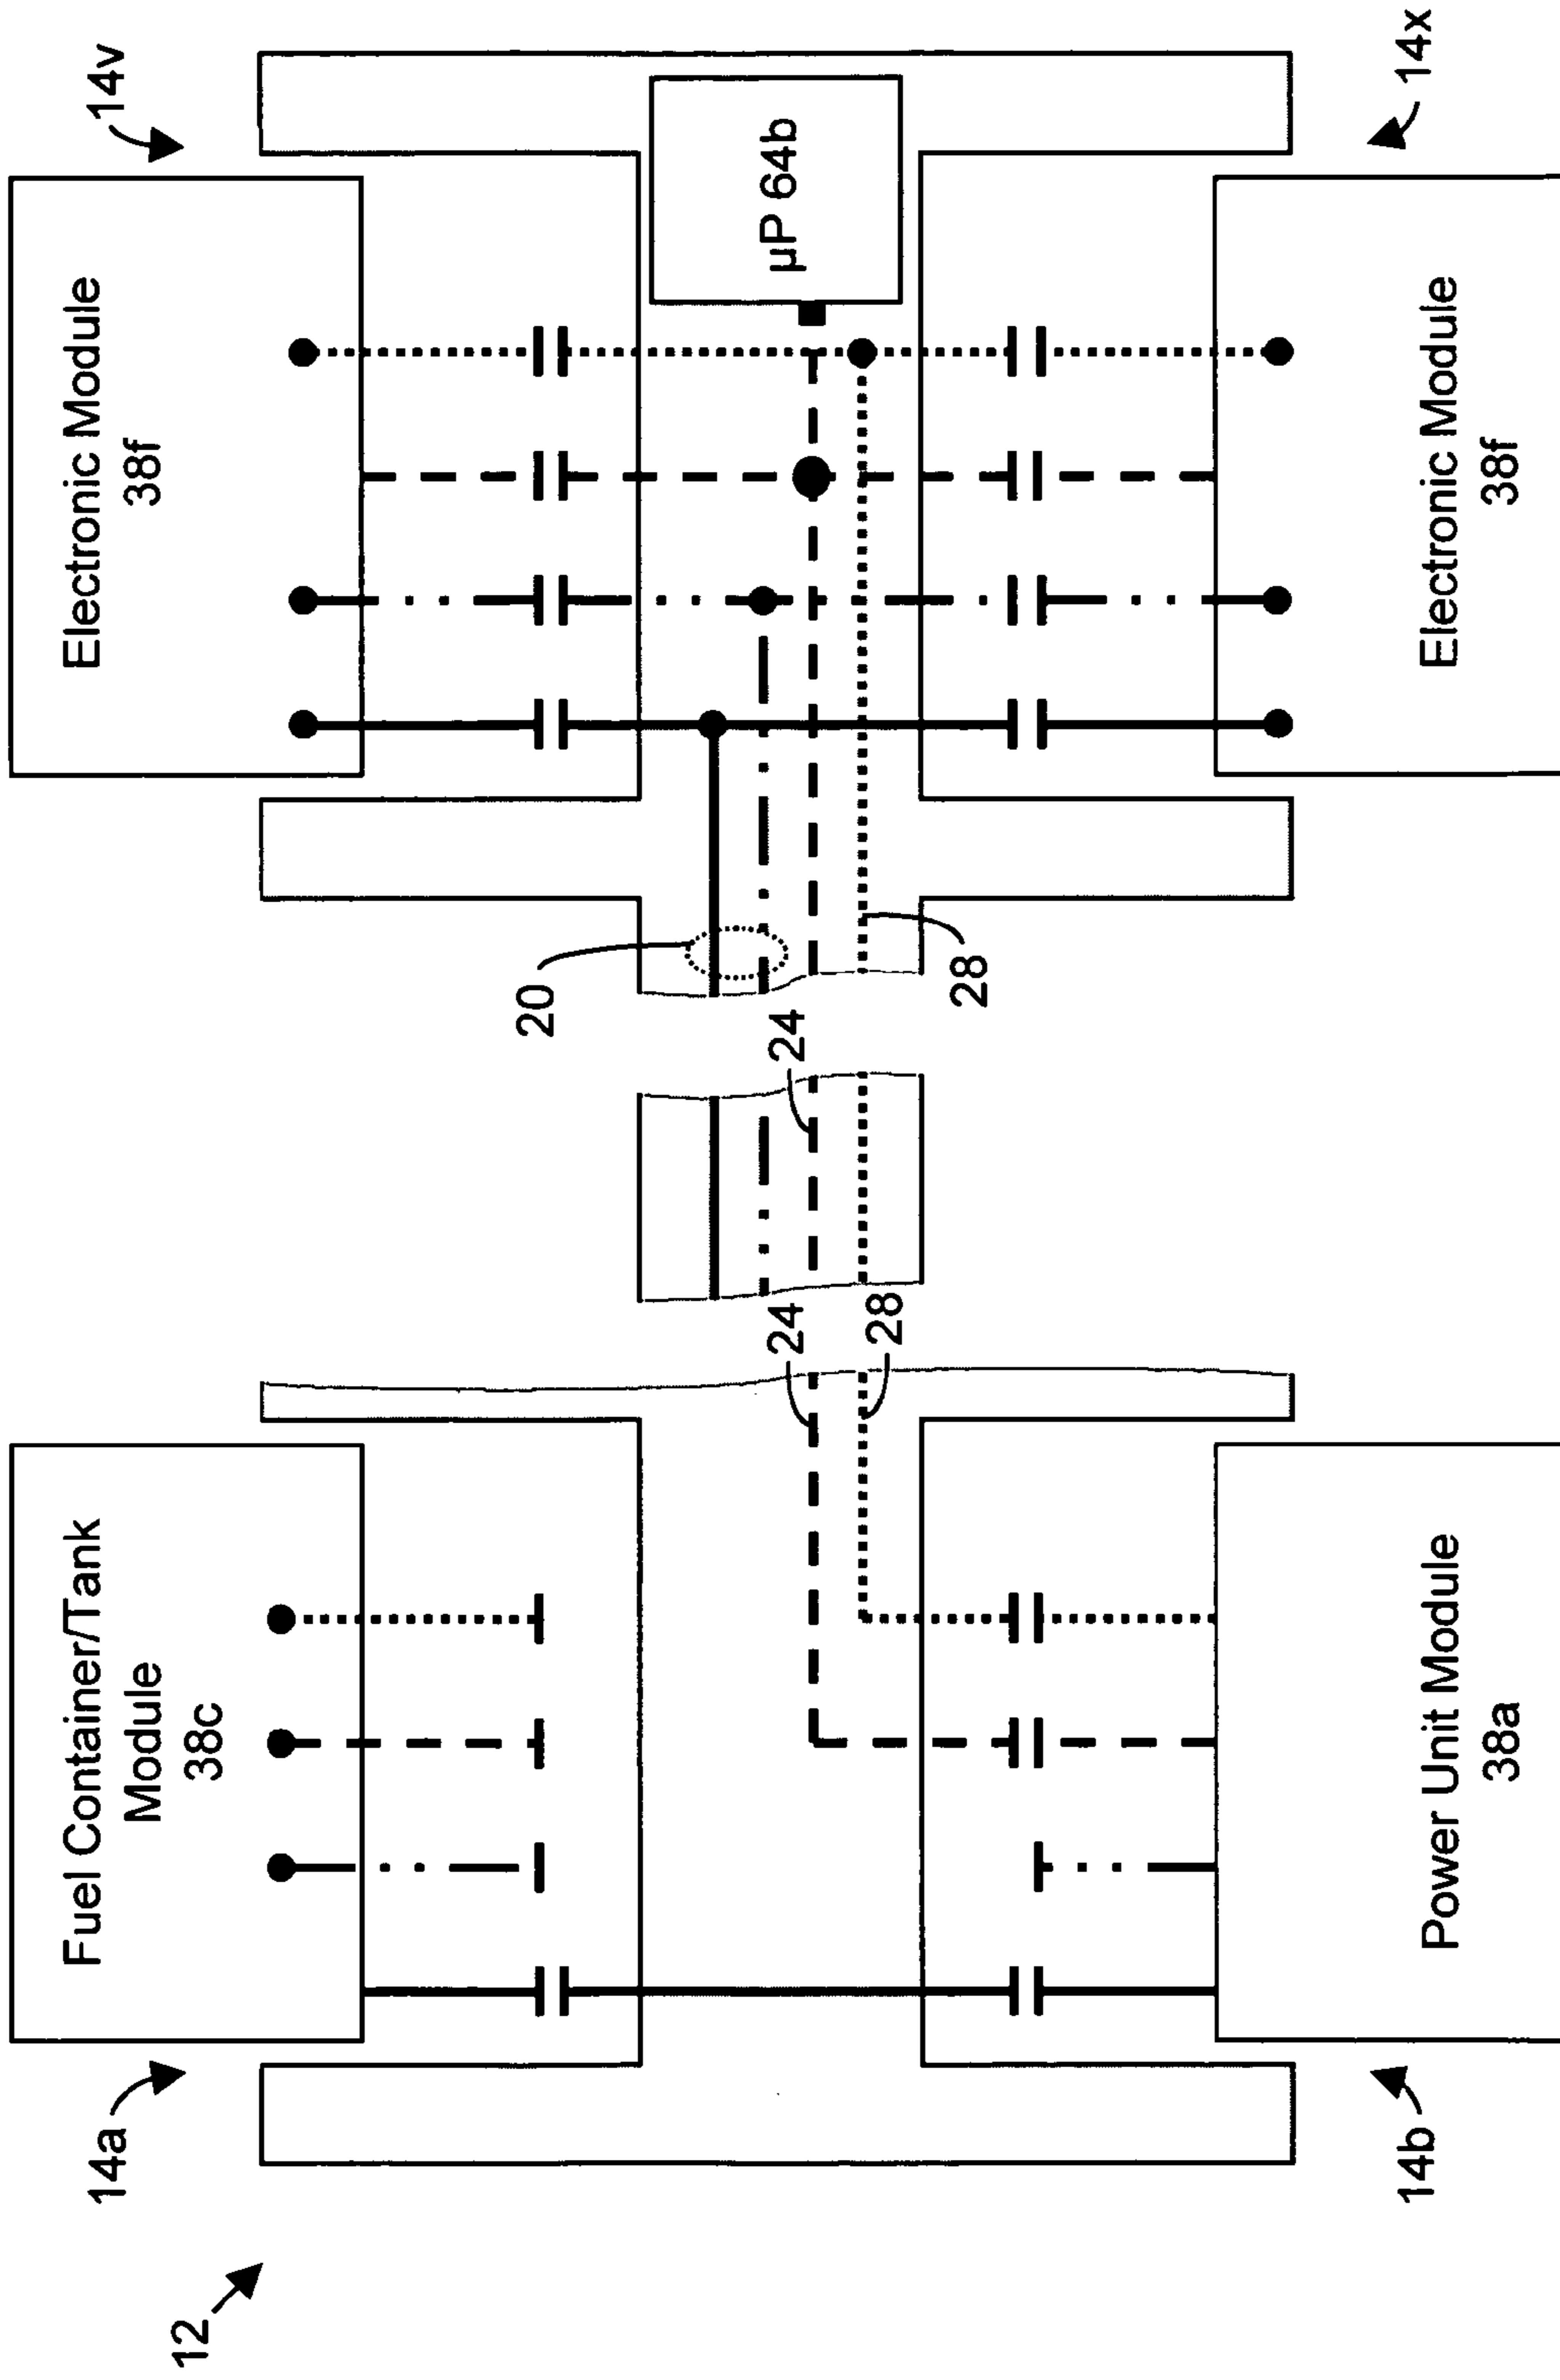 12
14a
Fuel Container/Tank
Module
38c
14v
Electronic Module
38f
20
24
24
28
28
µP 64b
14b
Power Unit Module
38a
14x
Electronic Module
38f